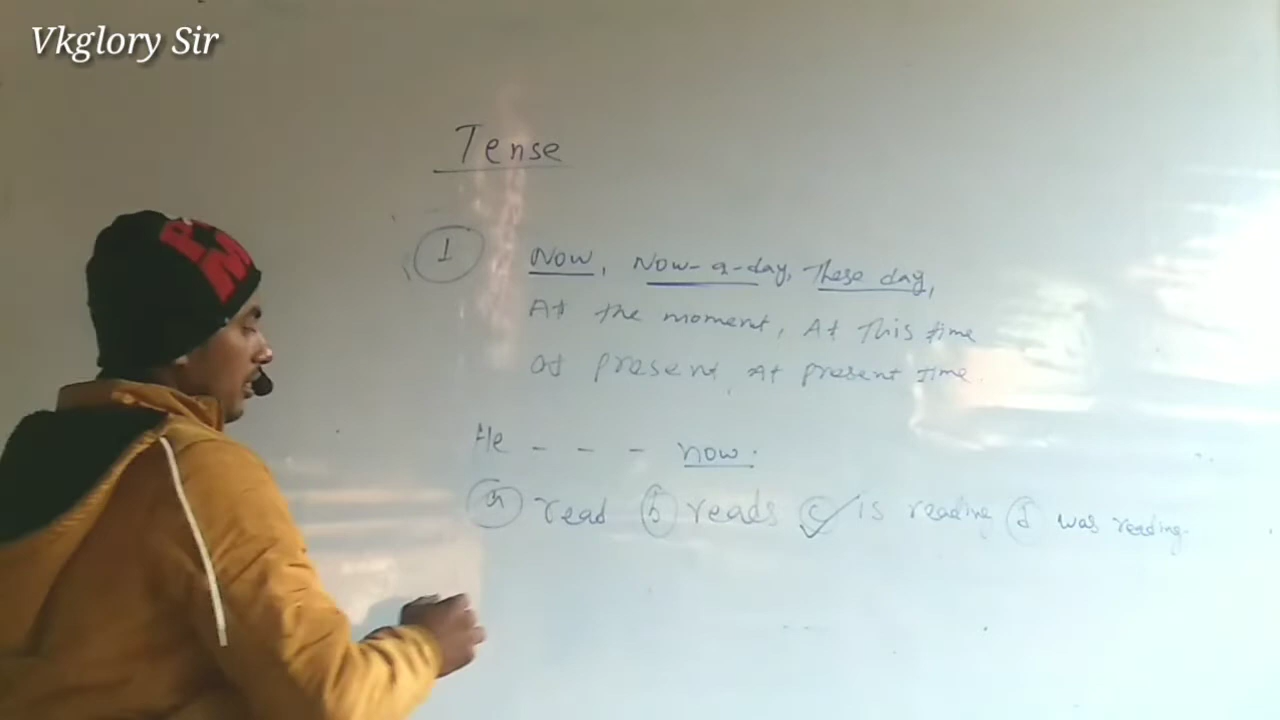 Vkglory Sir
Tense
1 Now, Now-a-day, These day,
At the moment, At This time
at present, At present time.
He - - - now.
a read b reads c is reading d was reading.